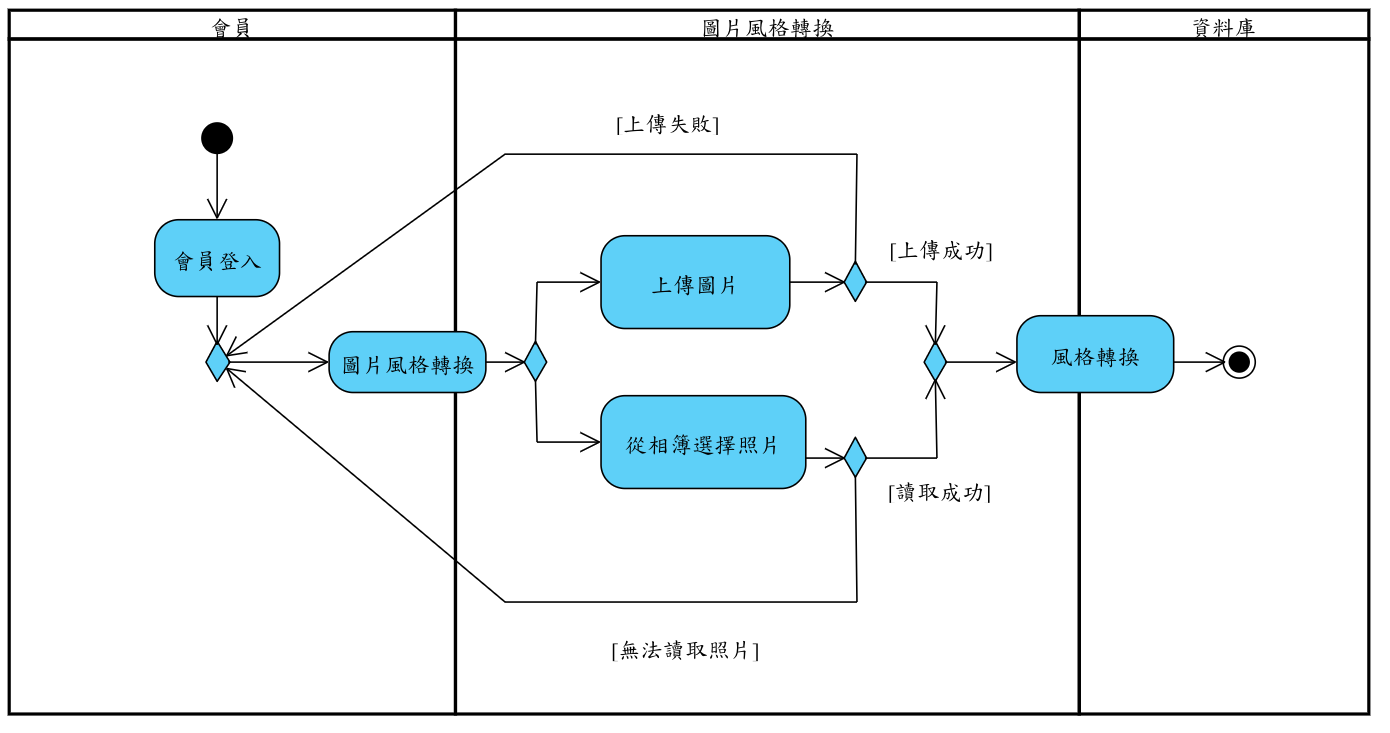 會員
圖片風格轉換
資料庫
[上傳失敗]
會員登入
上傳圖片
[上傳成功]
圖片風格轉換
風格轉換
從相簿選擇照片
[讀取成功]
[無法讀取照片]